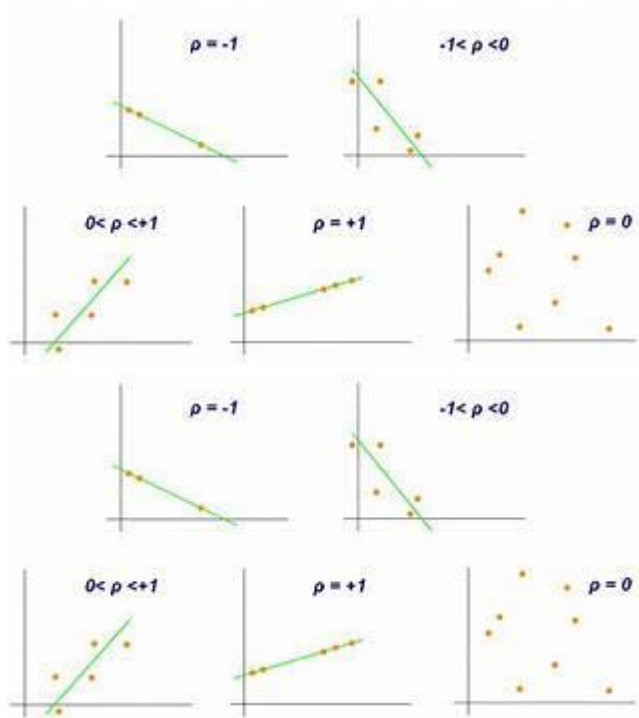 ρ = -1
-1< ρ <0
0< ρ <+1
ρ = +1
ρ = 0
ρ = -1
-1< ρ <0
0< ρ <+1
ρ = +1
ρ = 0